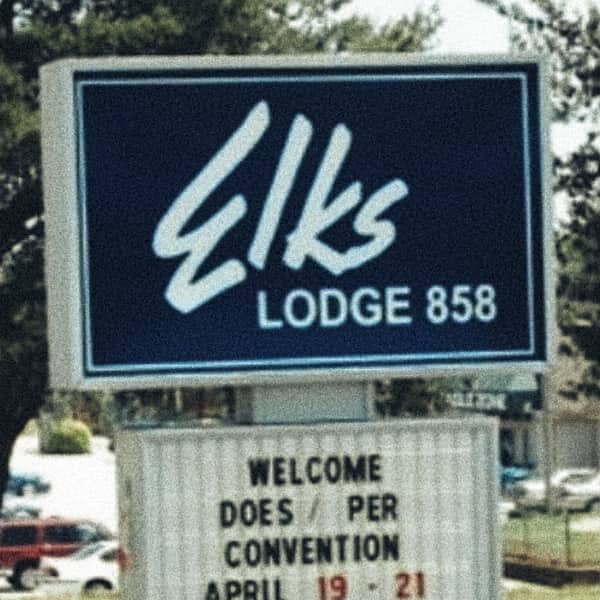 Elks
LODGE 858
WELCOME
DOES / PER
CONVENTION
APRIL 19 - 21